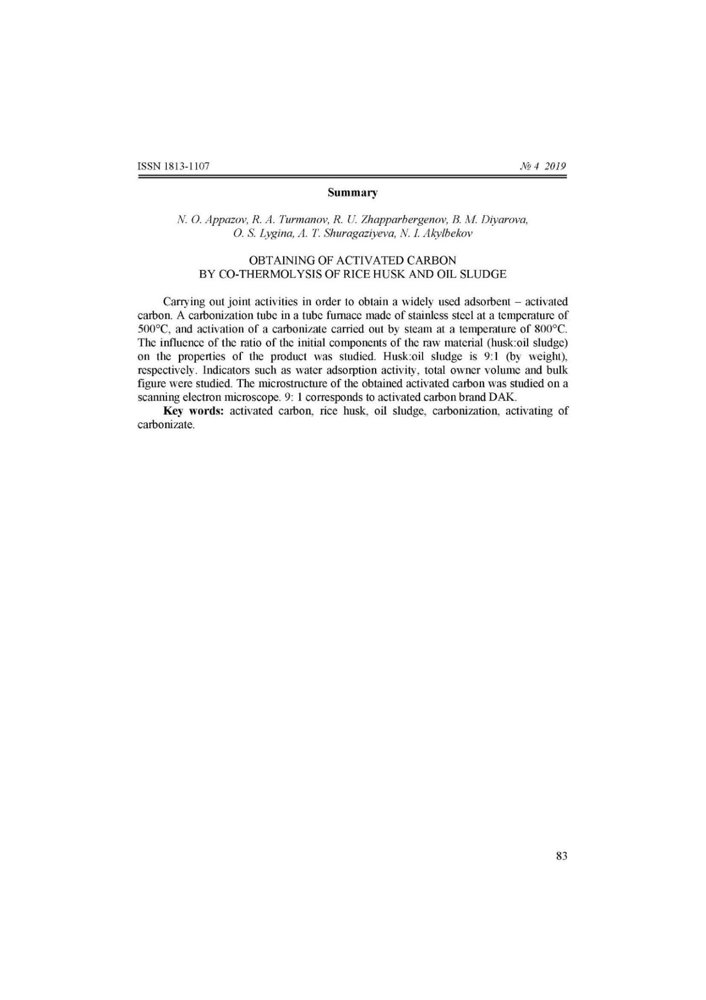 ISSN 1813-1107 № 4 2019
Summary
N. O. Appazov, R. A. Turmanov, R. U. Zhapparbergenov, B. M. Diyarova,
O. S. Lygina, A. T. Shuragaziyeva, N. I. Akylbekov
OBTAINING OF ACTIVATED CARBON
BY CO-THERMOLYSIS OF RICE HUSK AND OIL SLUDGE
Carrying out joint activities in order to obtain a widely used adsorbent – activated
carbon. A carbonization tube in a tube furnace made of stainless steel at a temperature of
500°C, and activation of a carbonizate carried out by steam at a temperature of 800°C.
The influence of the ratio of the initial components of the raw material (husk:oil sludge)
on the properties of the product was studied. Husk:oil sludge is 9:1 (by weight),
respectively. Indicators such as water adsorption activity, total owner volume and bulk
figure were studied. The microstructure of the obtained activated carbon was studied on a
scanning electron microscope. 9: 1 corresponds to activated carbon brand DAK.
Key words: activated carbon, rice husk, oil sludge, carbonization, activating of
carbonizate.
83